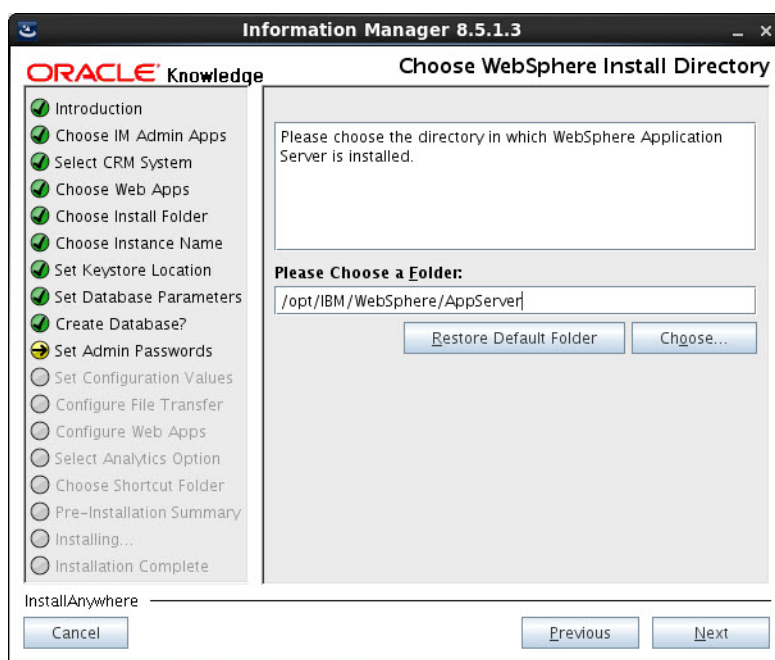 Information Manager 8.5.1.3
ORACLE Knowledge
Choose WebSphere Install Directory
Introduction
Choose IM Admin Apps
Select CRM System
Choose Web Apps
Choose Install Folder
Choose Instance Name
Set Keystore Location
Set Database Parameters
Create Database?
Set Admin Passwords
Set Configuration Values
Configure File Transfer
Configure Web Apps
Select Analytics Option
Choose Shortcut Folder
Pre-Installation Summary
Installing...
Installation Complete
Please choose the directory in which WebSphere Application
Server is installed.
Please Choose a Folder:
/opt/IBM/WebSphere/AppServer
Restore Default Folder
Choose...
InstallAnywhere
Cancel
Previous
Next